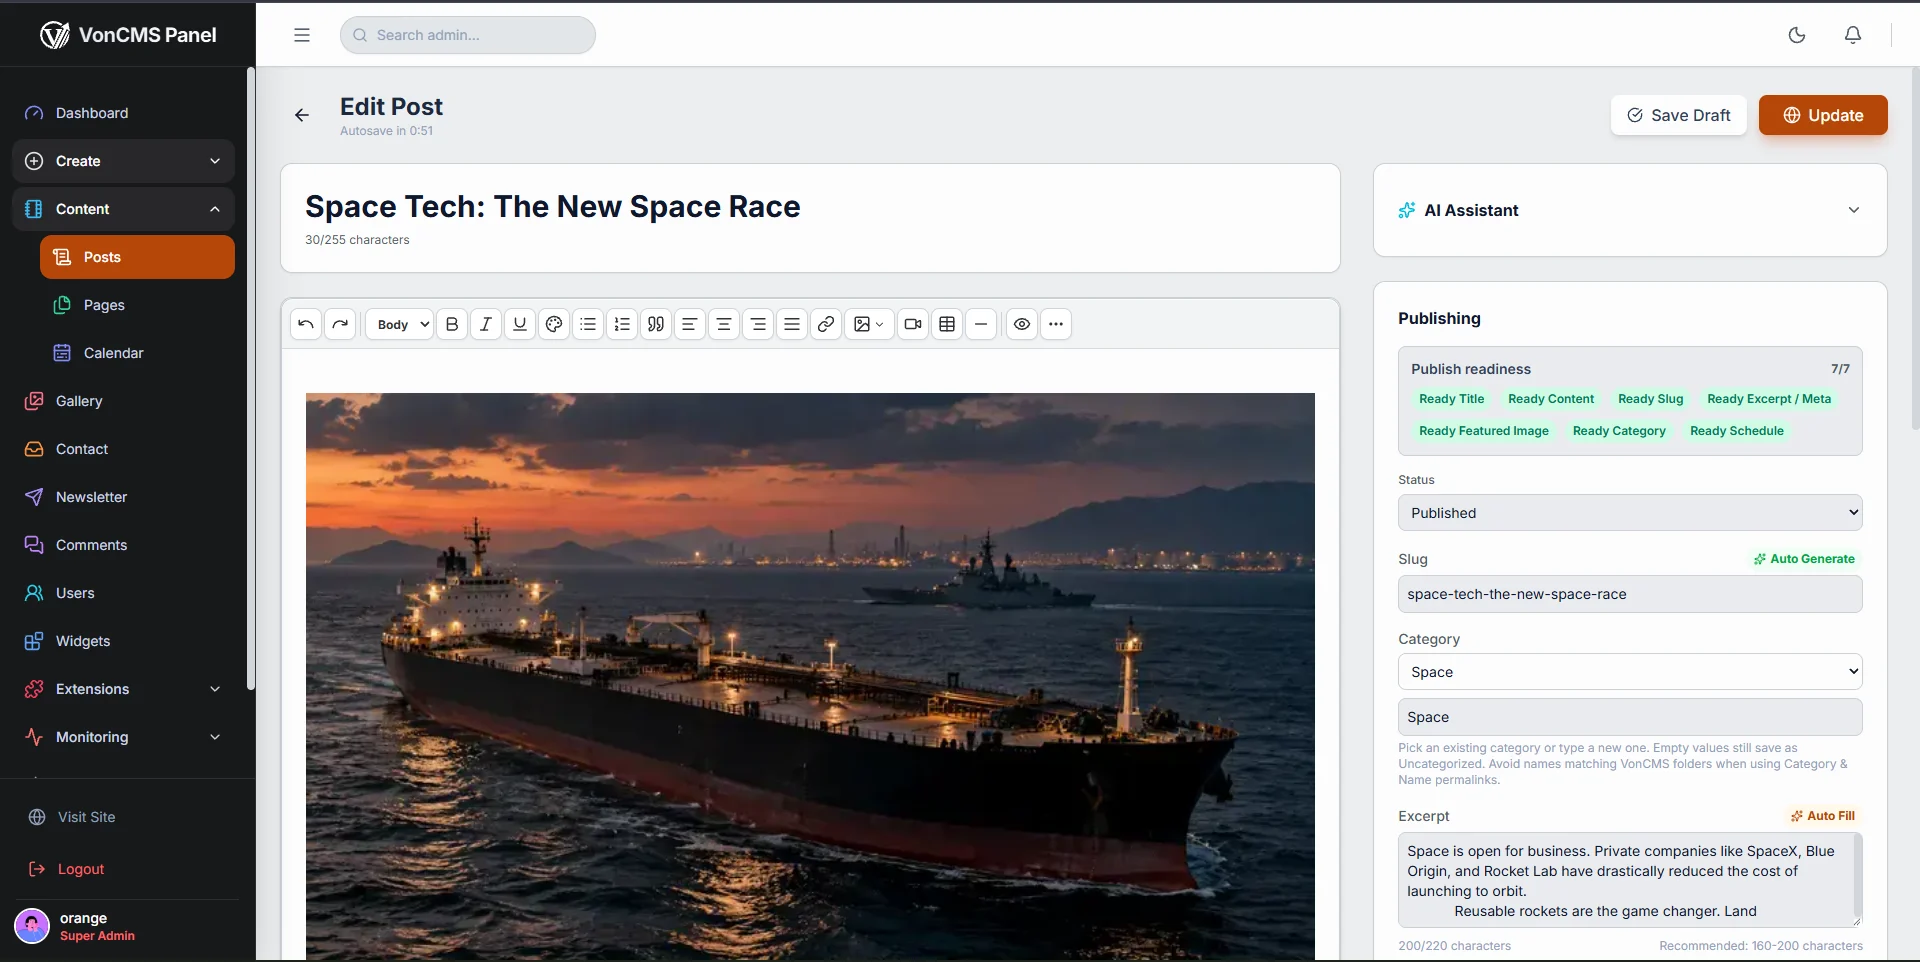 VonCMS Panel
Search admin...
Dashboard
Create
Content
Posts
Pages
Calendar
Gallery
Contact
Newsletter
Comments
Users
Widgets
Extensions
Monitoring
Visit Site
Logout
orange
Super Admin
Edit Post
Autosave in 0:51
Save Draft
Update
Space Tech: The New Space Race
30/255 characters
Body
AI Assistant
Publishing
Publish readiness 7/7
Ready Title Ready Content Ready Slug Ready Excerpt / Meta
Ready Featured Image Ready Category Ready Schedule
Status
Published
Slug Auto Generate
space-tech-the-new-space-race
Category
Space
Space
Pick an existing category or type a new one. Empty values still save as
Uncategorized. Avoid names matching VonCMS folders when using Category &
Name permalinks.
Excerpt Auto Fill
Space is open for business. Private companies like SpaceX, Blue
Origin, and Rocket Lab have drastically reduced the cost of
launching to orbit.
Reusable rockets are the game changer. Land
200/220 characters Recommended: 160-200 characters